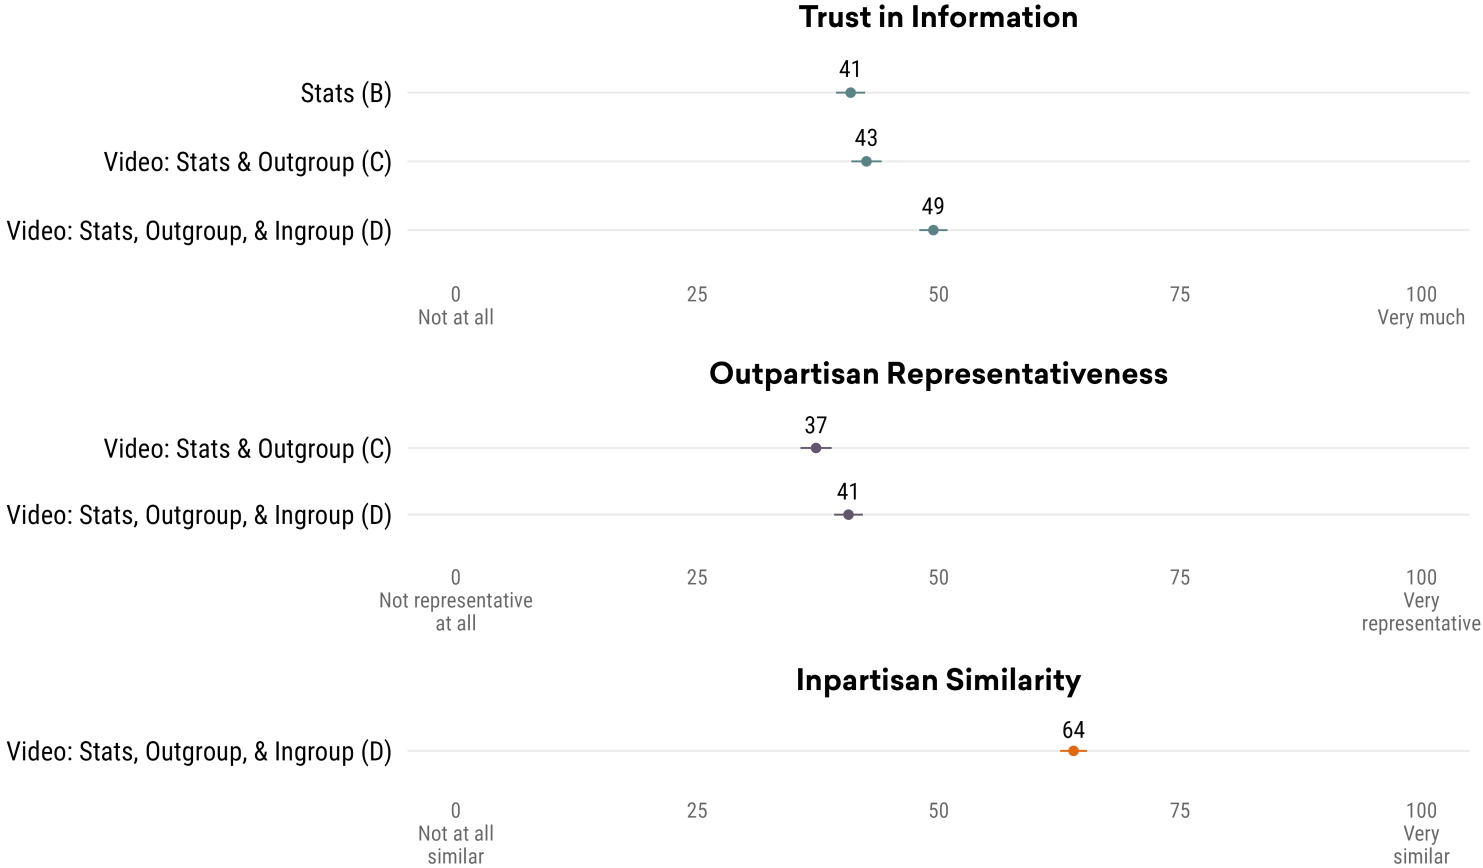 Trust in Information
41
Stats (B)
43
Video: Stats & Outgroup (C)
49
Video: Stats, Outgroup, & Ingroup (D)
0 25 50 75 100
Not at all Very much
Outpartisan Representativeness
37
Video: Stats & Outgroup (C)
41
Video: Stats, Outgroup, & Ingroup (D)
0 25 50 75 100
Not representative Very
at all representative
Inpartisan Similarity
64
Video: Stats, Outgroup, & Ingroup (D)
0 25 50 75 100
Not at all Very
similar similar